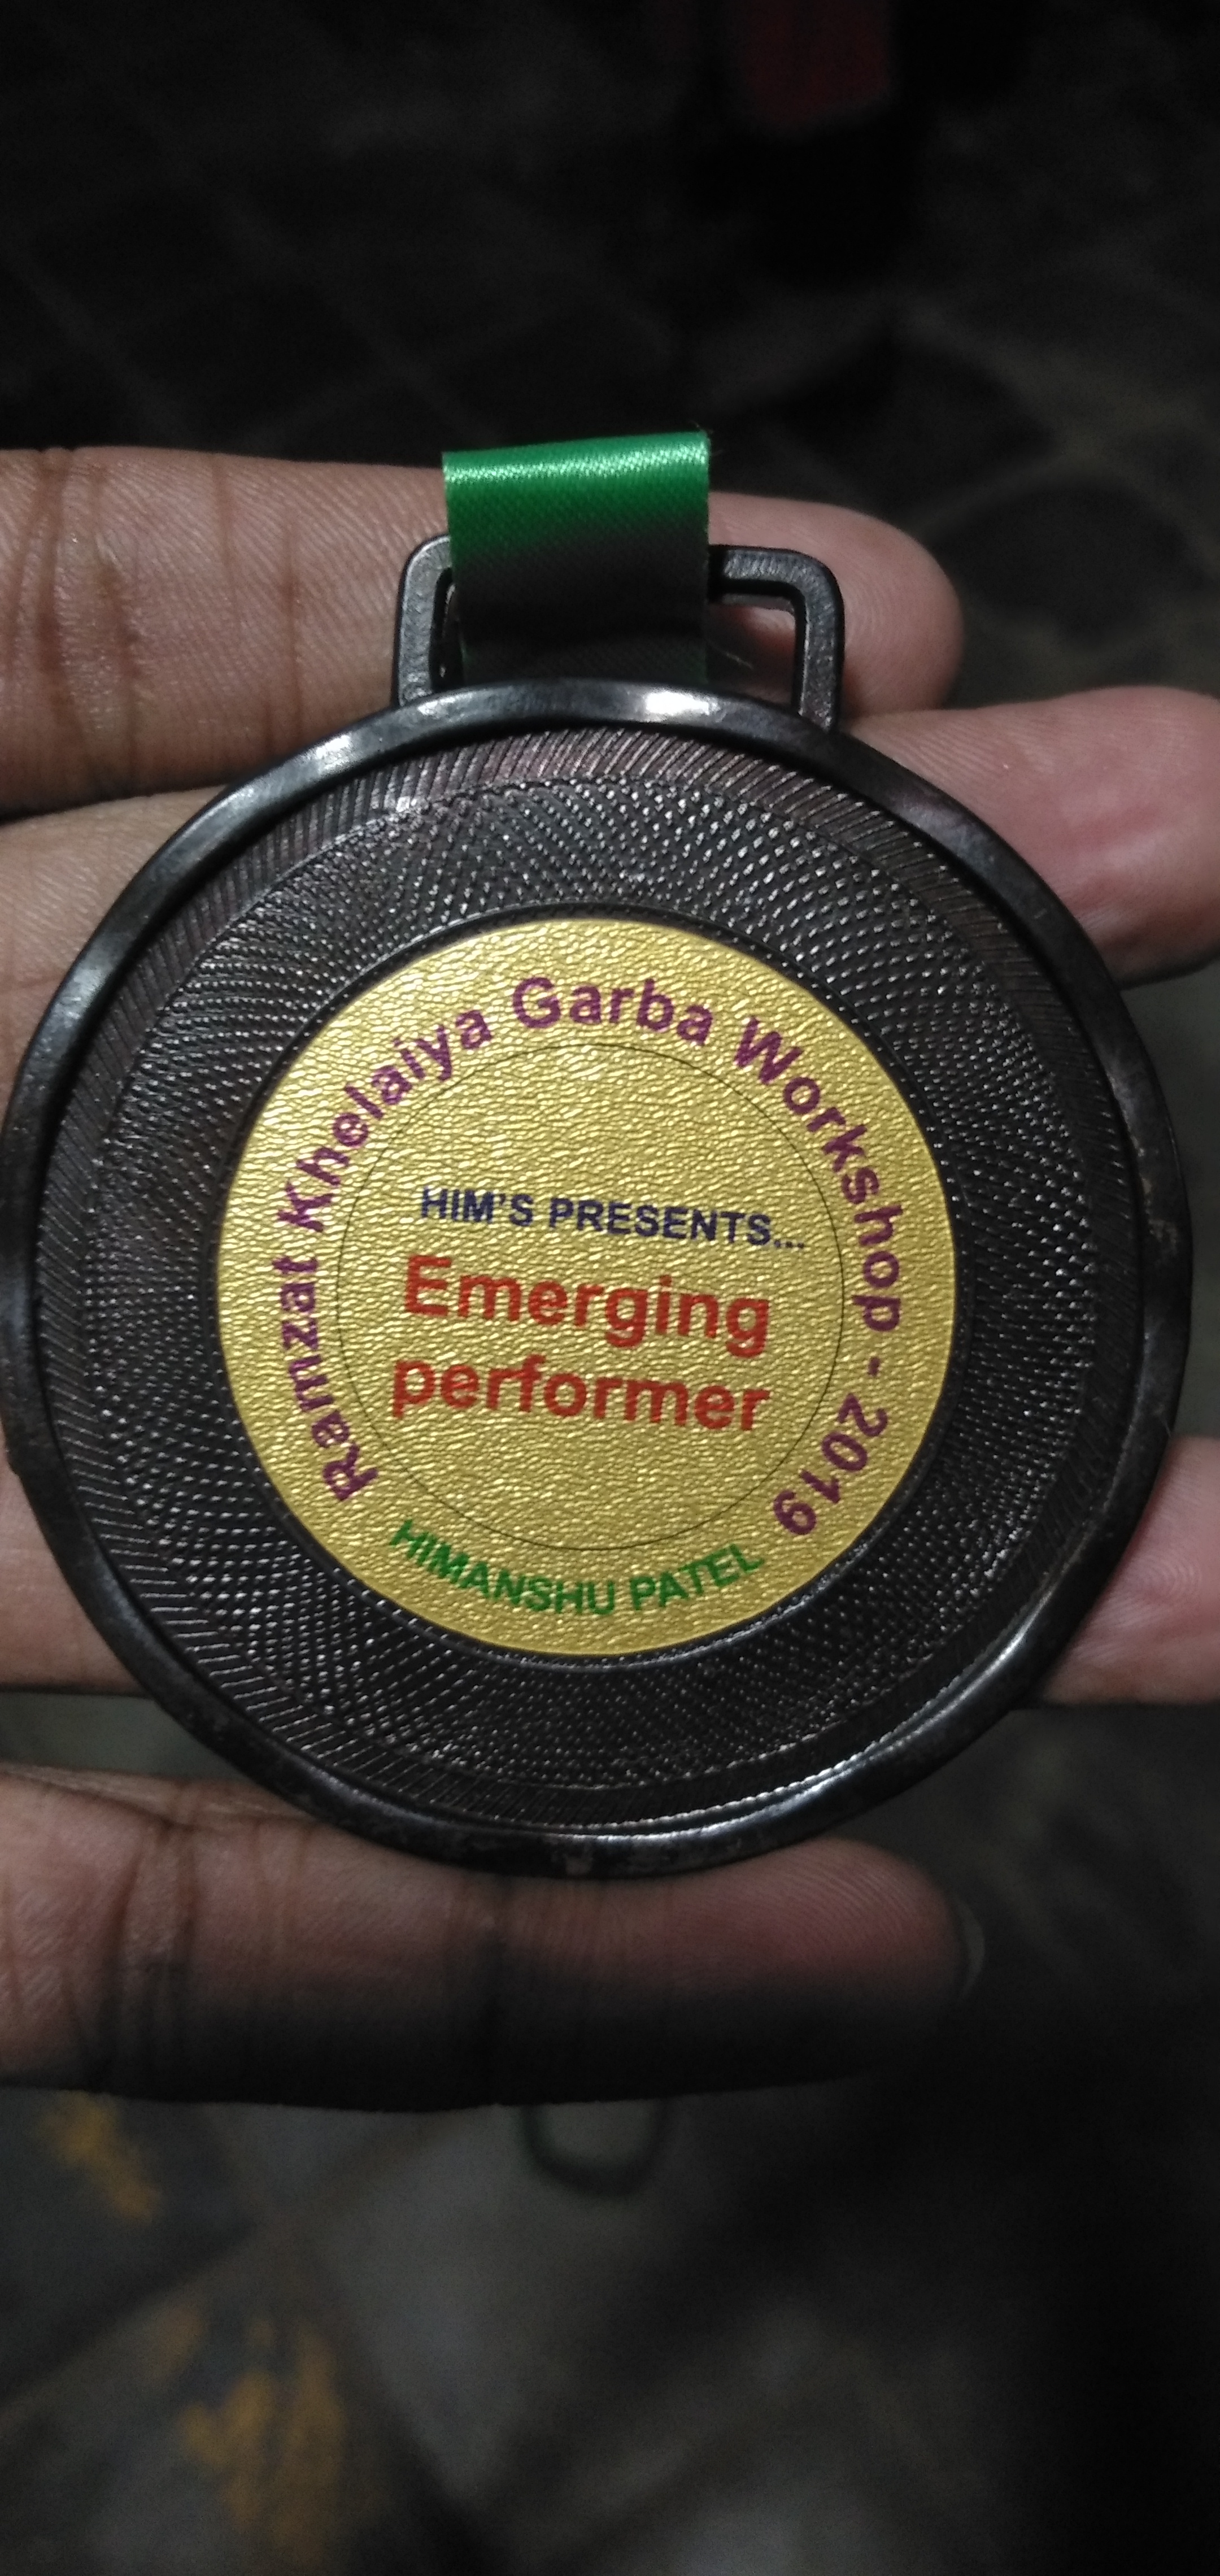 Ramzat Khelaiya Garba Workshop - 2019
HIM'S PRESENTS...
Emerging
performer
HIMANSHU PATEL